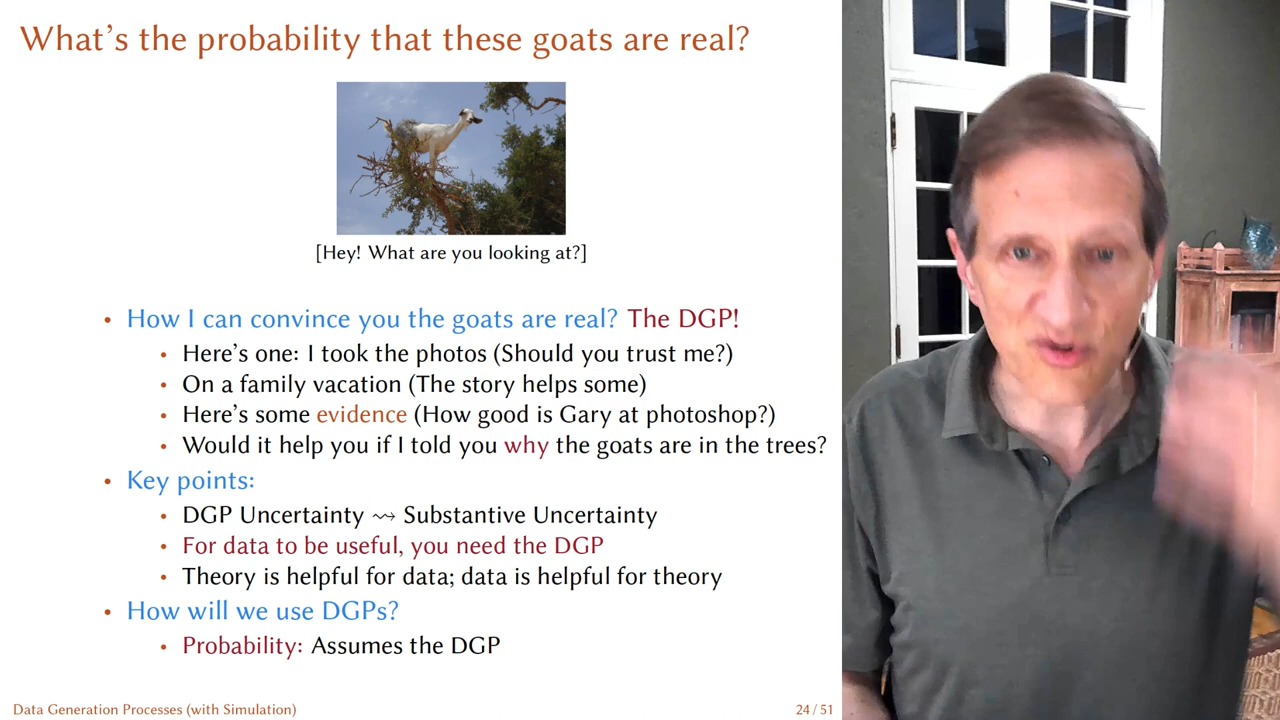 What's the probability that these goats are real?
[Hey! What are you looking at?]
• How I can convince you the goats are real? The DGP!
• Here's one: I took the photos (Should you trust me?)
• On a family vacation (The story helps some)
• Here's some evidence (How good is Gary at photoshop?)
• Would it help you if I told you why the goats are in the trees?
• Key points:
• DGP Uncertainty ⇝ Substantive Uncertainty
• For data to be useful, you need the DGP
• Theory is helpful for data; data is helpful for theory
• How will we use DGPs?
• Probability: Assumes the DGP
Data Generation Processes (with Simulation) 24 / 51